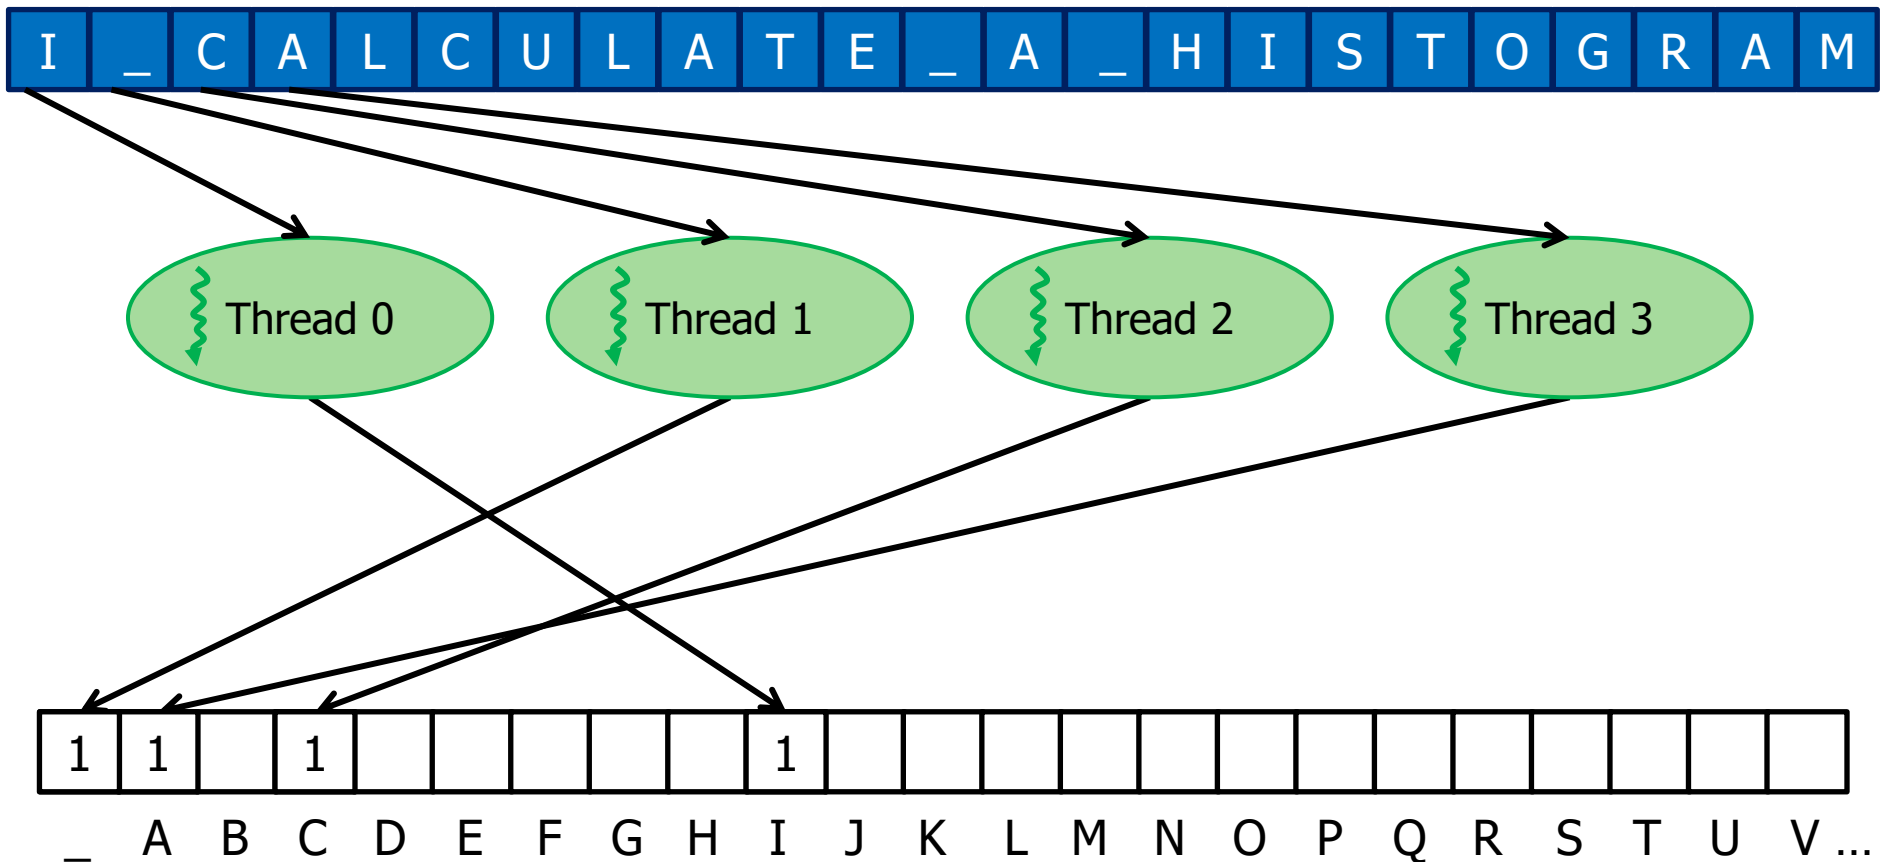 I _ C A L C U L A T E _ A _ H I S T O G R A M
Thread 0 Thread 1 Thread 2 Thread 3
1 1 1 1
_ A B C D E F G H I J K L M N O P Q R S T U V ...